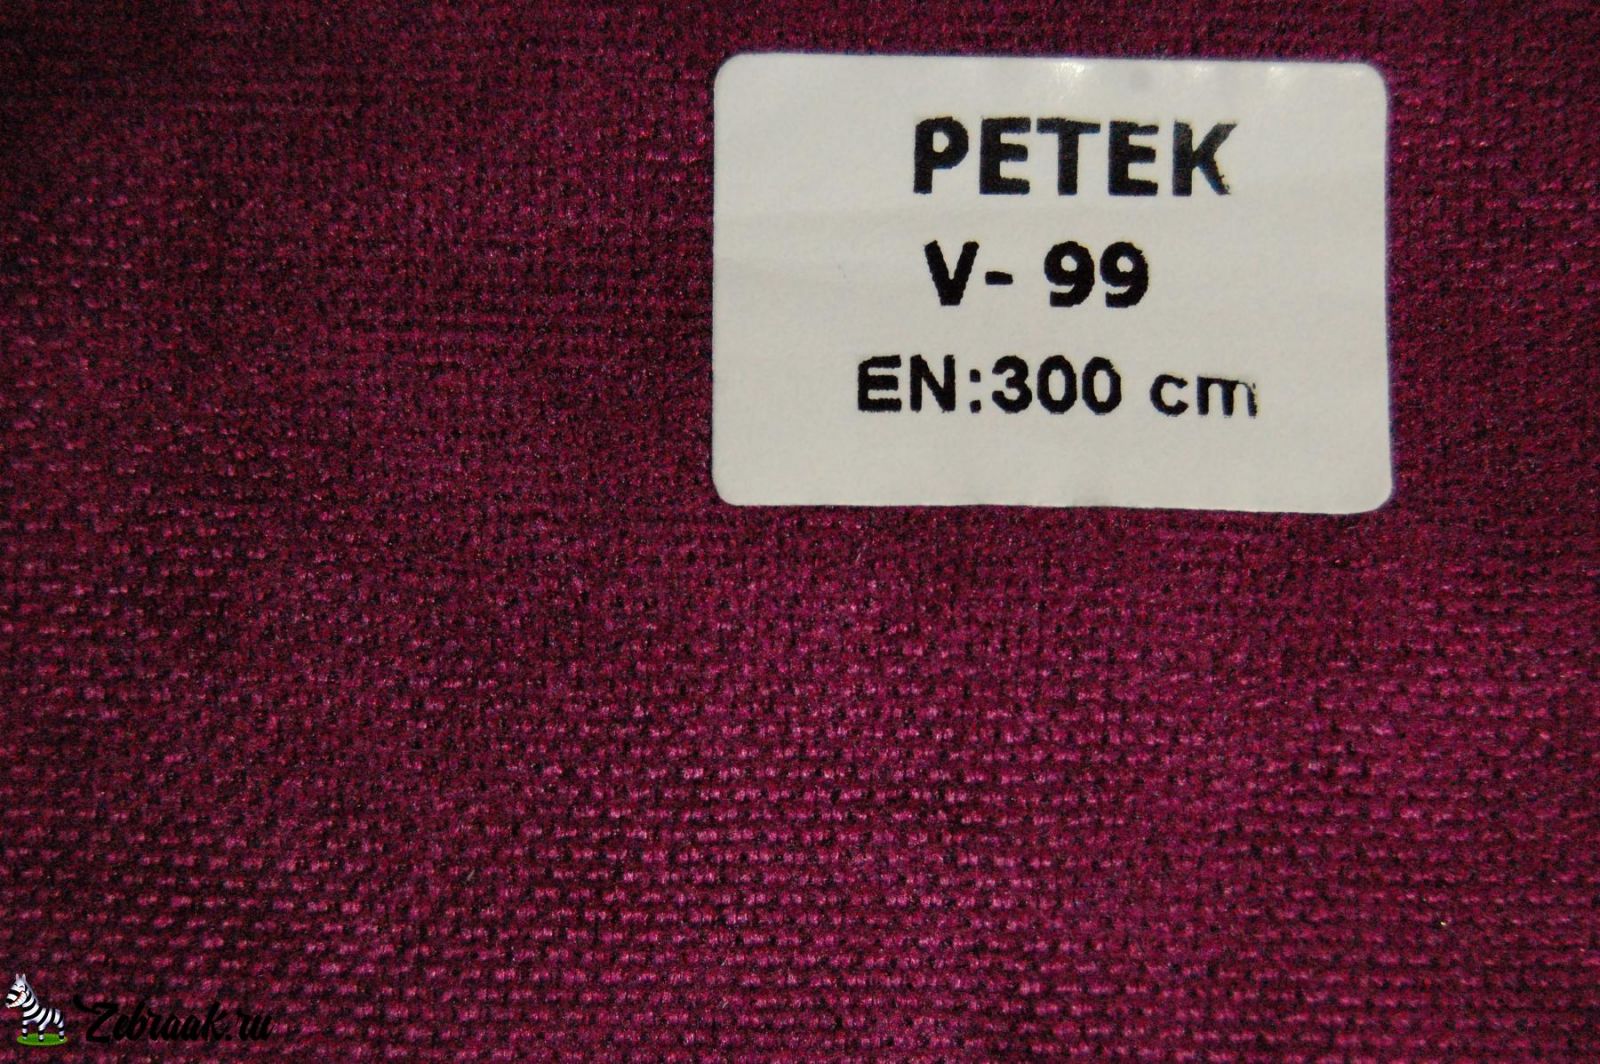 PETEK
V- 99
EN:300 cm
Zebraak.ru